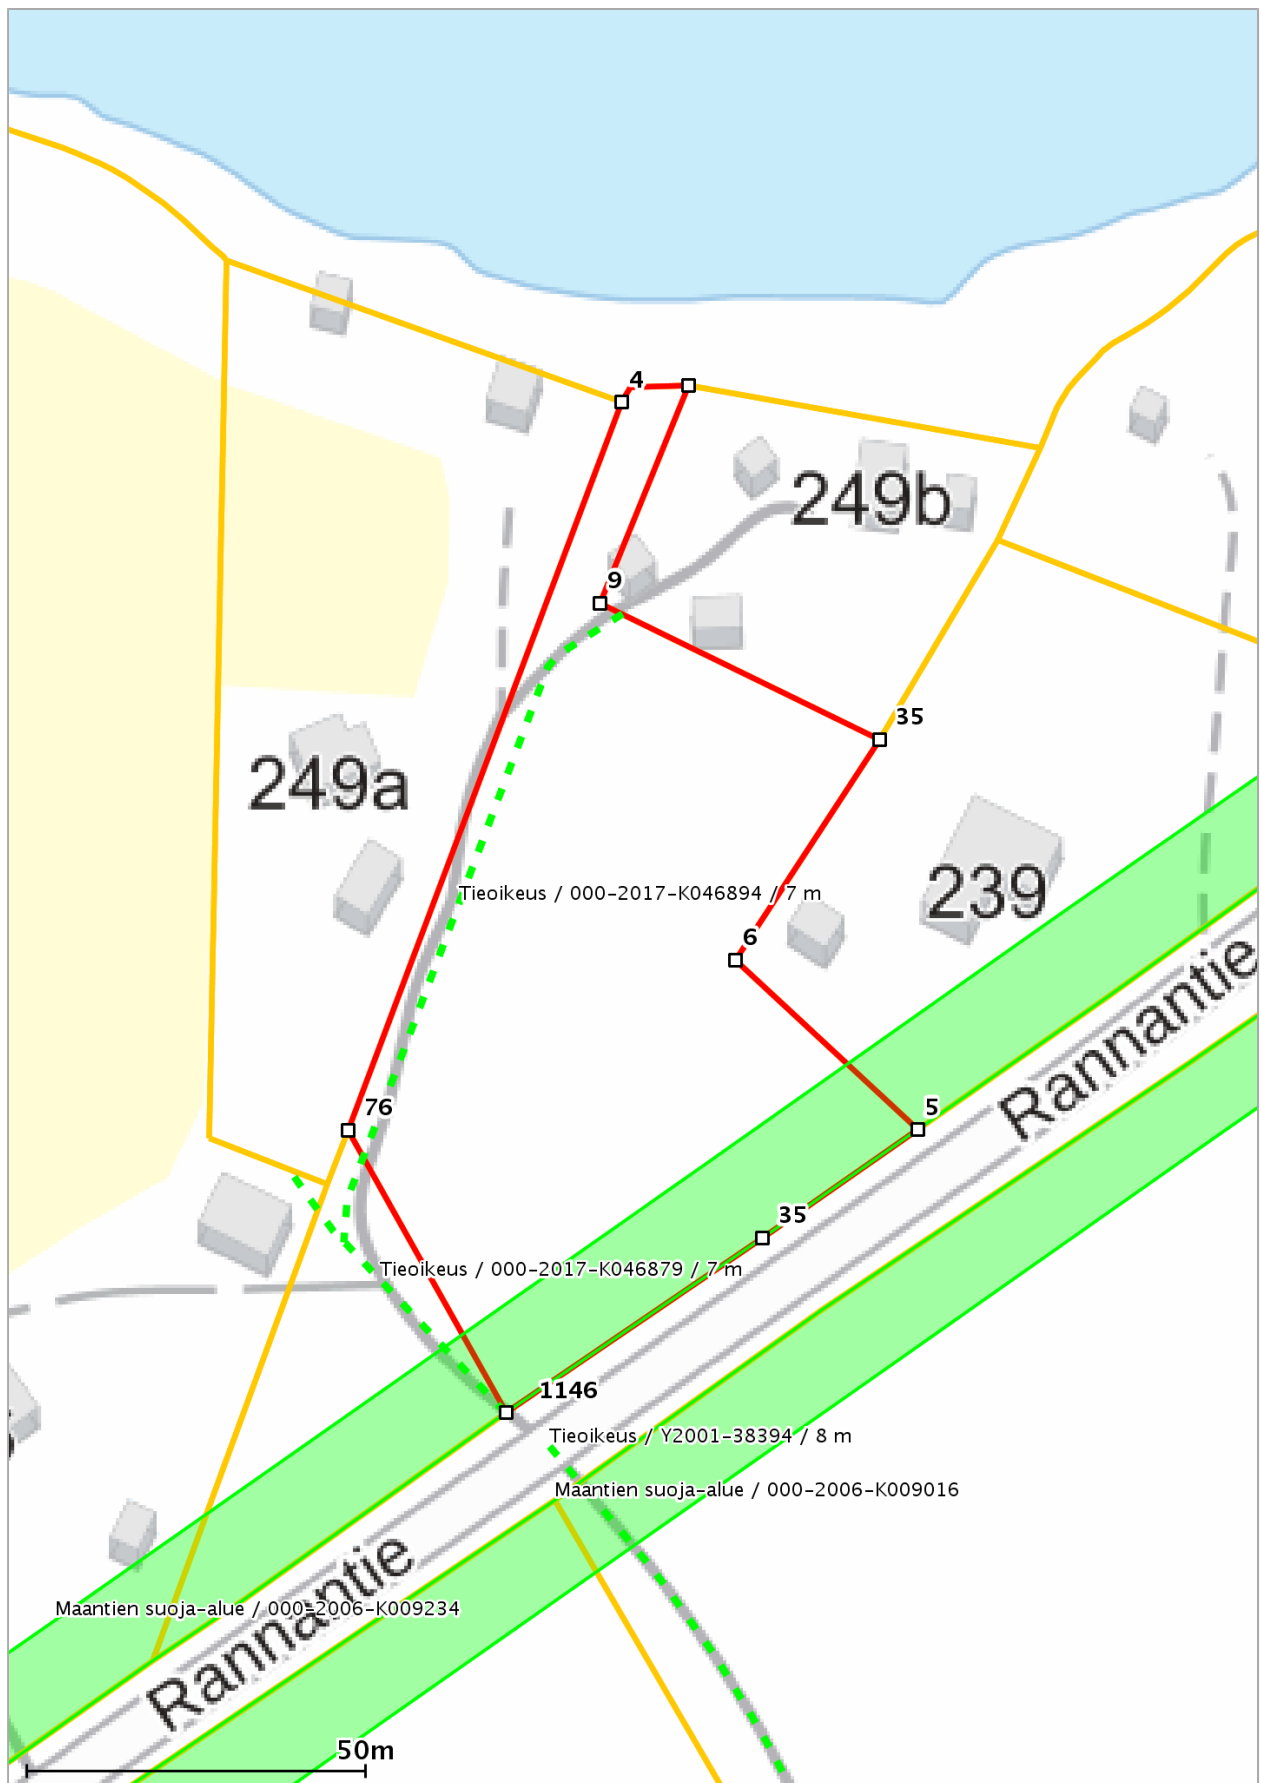 4
249b
9
35
249a
239
Tieoikeus / 000-2017-K046894 / 7 m
6
Rannantie
76
5
35
Tieoikeus / 000-2017-K046879 / 7 m
1146
Tieoikeus / Y2001-38394 / 8 m
Maantien suoja-alue / 000-2006-K009016
Rannantie
Maantien suoja-alue / 000-2006-K009234
50m